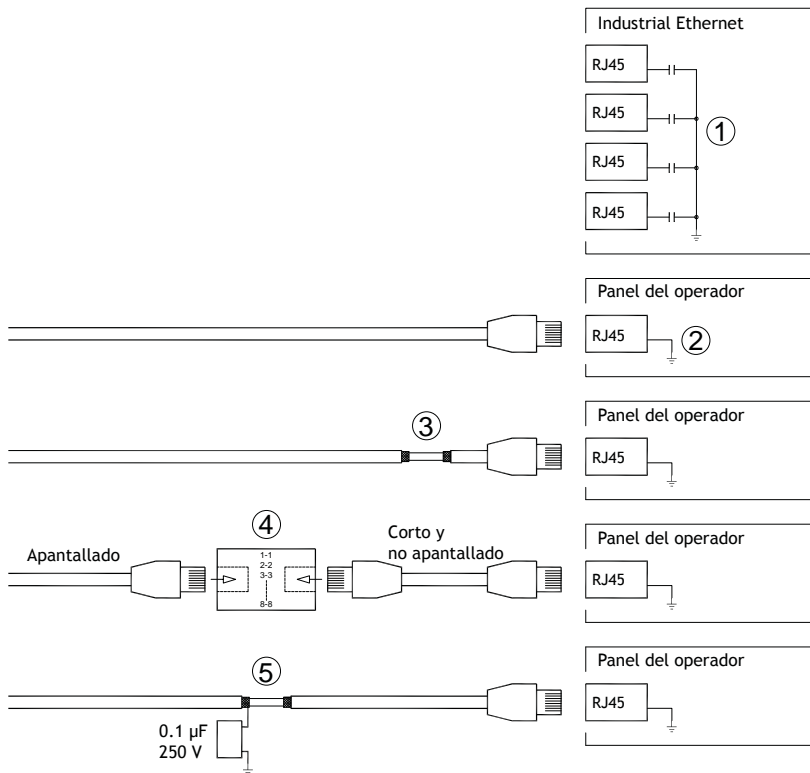 Industrial Ethernet
RJ45
RJ45
1
RJ45
RJ45
Panel del operador
RJ45
2
3
Panel del operador
RJ45
4
Apantallado
1-1
2-2
3-3
8-8
Corto y
no apantallado
Panel del operador
RJ45
5
0.1 µF
250 V
Panel del operador
RJ45